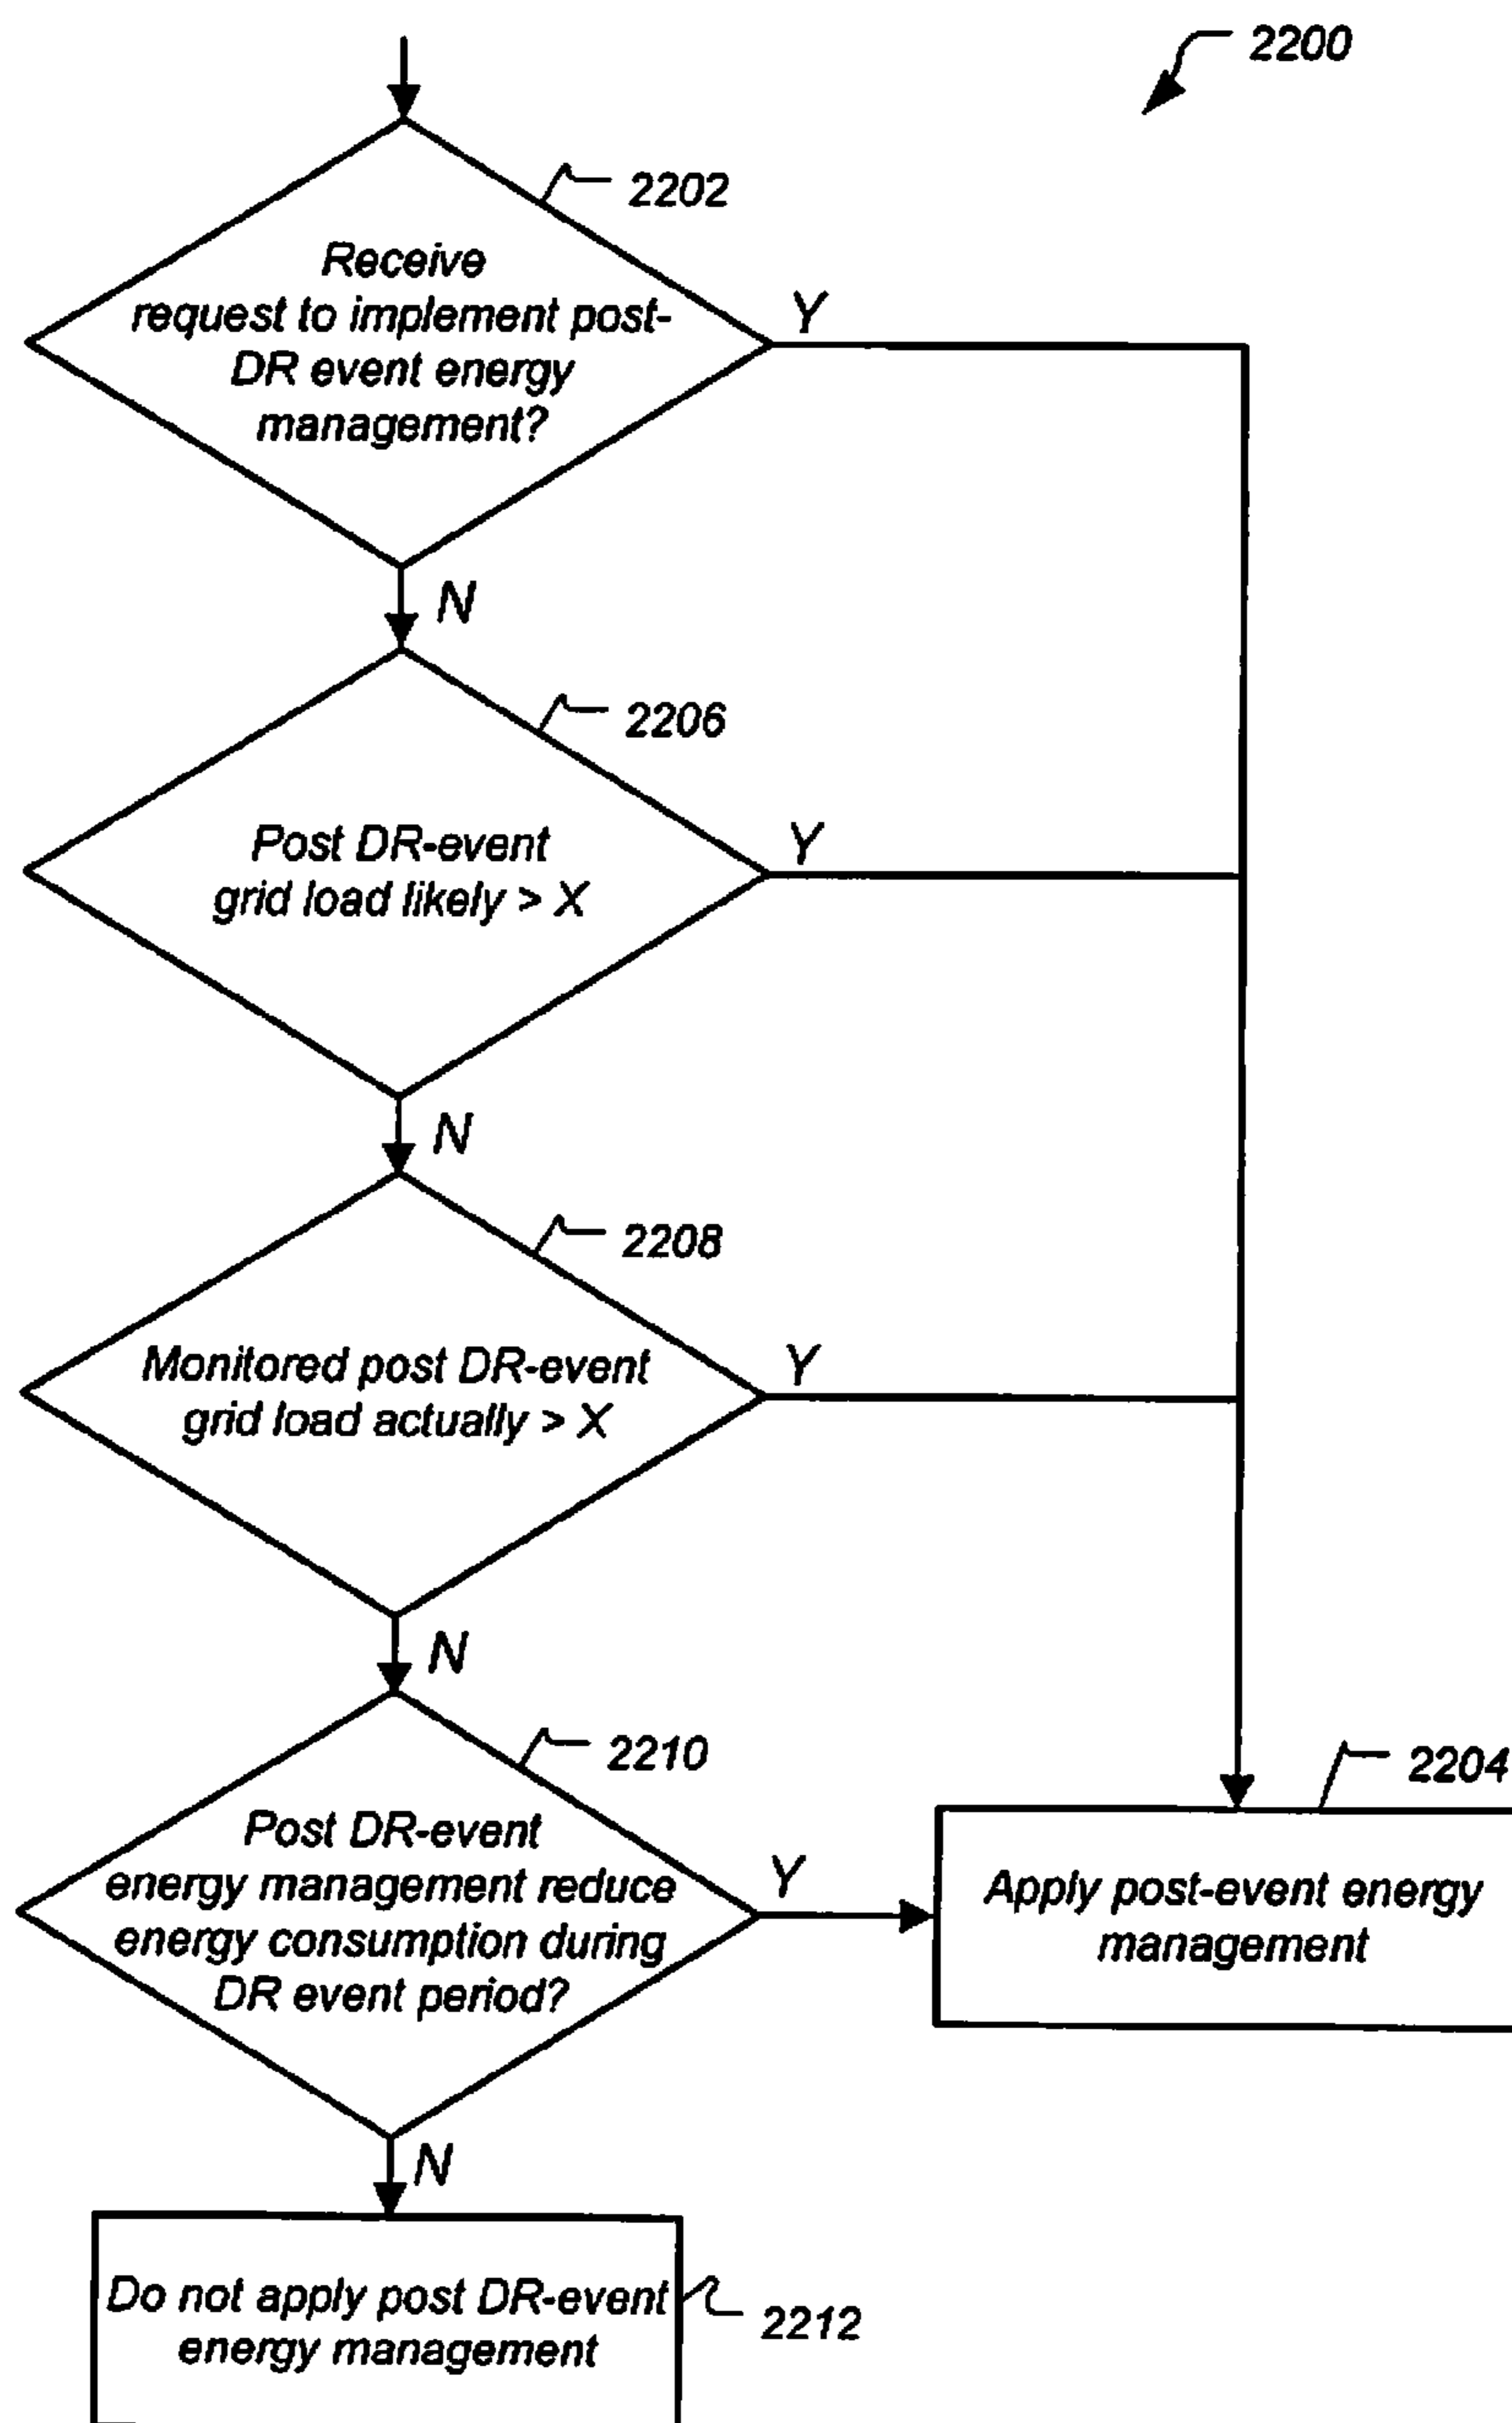 2200
2202
Receive
request to implement post-
DR event energy
management?
Y
N
2206
Post DR-event
grid load likely > X
Y
N
2208
Monitored post DR-event
grid load actually > X
Y
N
2210
Post DR-event
energy management reduce
energy consumption during
DR event period?
Y
2204
Apply post-event energy
management
N
Do not apply post DR-event
energy management
2212